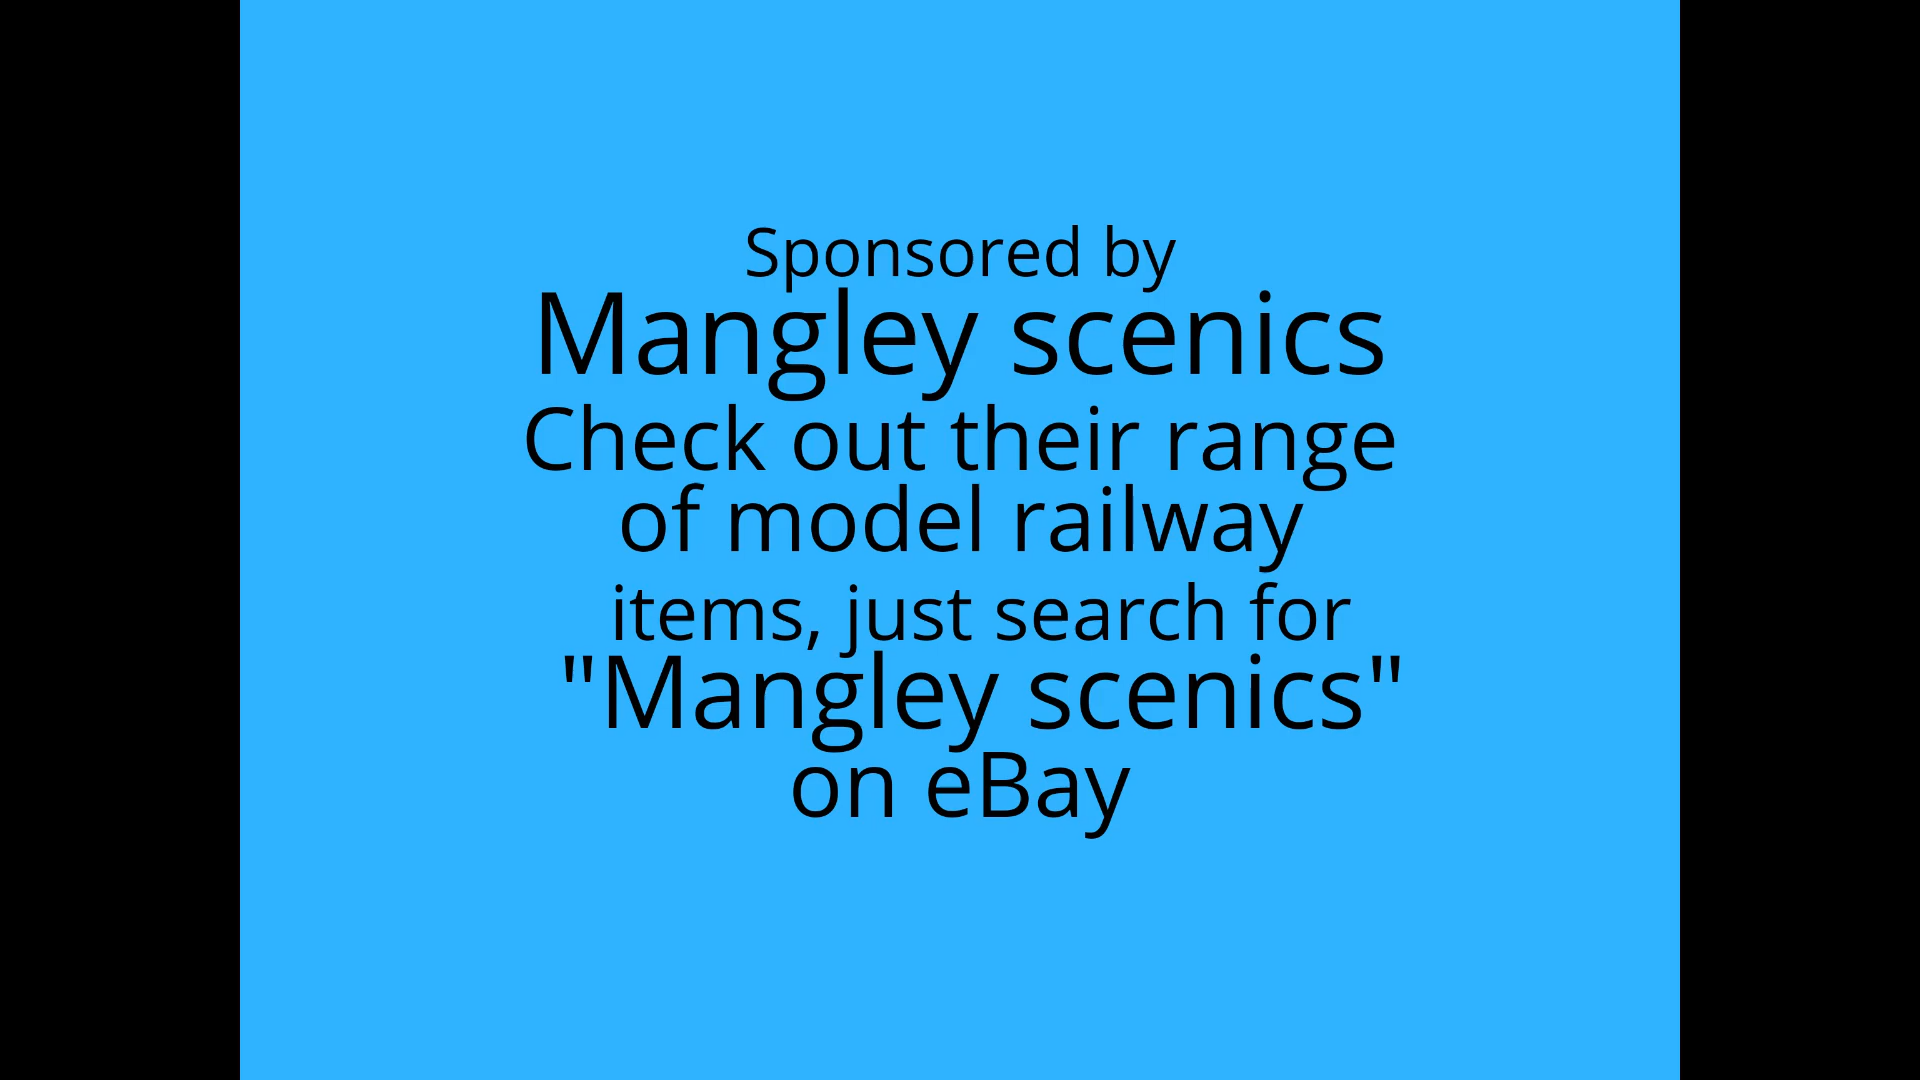 Sponsored by
Mangley scenics
Check out their range
of model railway
items, just search for
"Mangley scenics"
on eBay